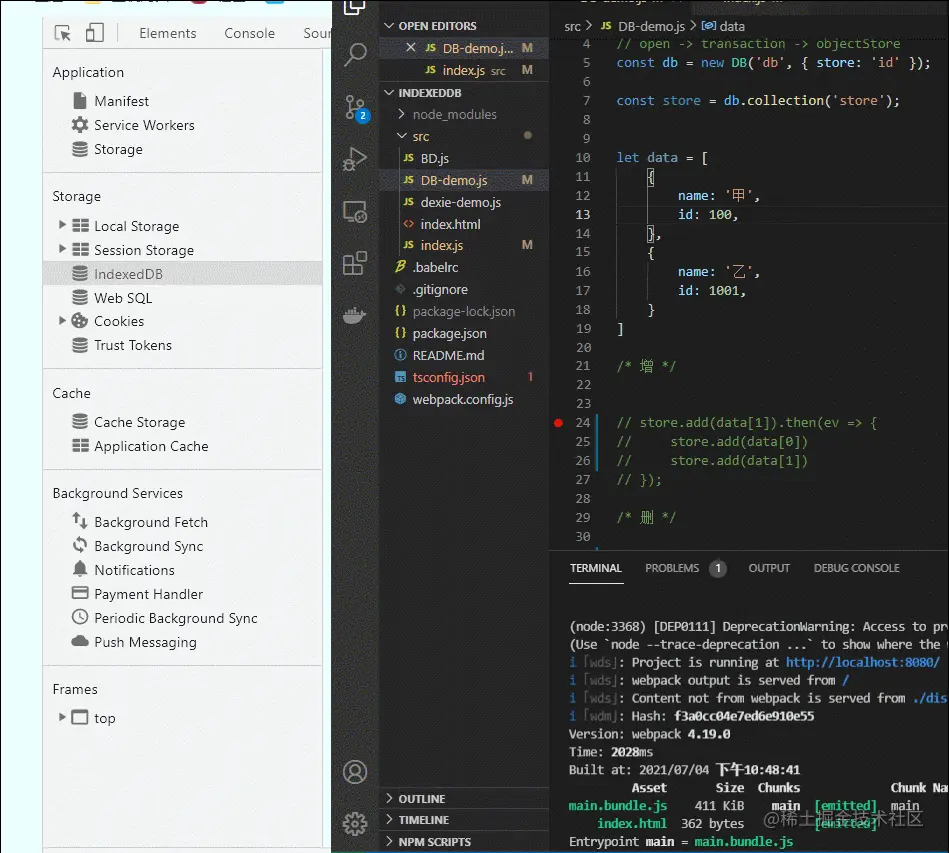 Elements
Console
Sour
Application
Manifest
Service Workers
Storage
Storage
Local Storage
Session Storage
IndexedDB
Web SQL
Cookies
Trust Tokens
Cache
Cache Storage
Application Cache
Background Services
Background Fetch
Background Sync
Notifications
Payment Handler
Periodic Background Sync
Push Messaging
Frames
top
2
OPEN EDITORS
JS DB-demo.j... M
JS index.js src M
INDEXEDDB
node_modules
src
JS BD.js
JS DB-demo.js M
JS dexie-demo.js
<> index.html
JS index.js M
.babelrc
.gitignore
{} package-lock.json
{} package.json
README.md
TS tsconfig.json 1
webpack.config.js
OUTLINE
TIMELINE
NPM SCRIPTS
src > JS DB-demo.js > data
4 // open -> transaction -> objectStore
5 const db = new DB('db', { store: 'id' });
6
7 const store = db.collection('store');
8
9
10 let data = [
11 {
12 name: '甲',
13 id: 100,
14 },
15 {
16 name: '乙',
17 id: 1001,
18 }
19 ]
20
21 /* 增 */
22
23
24 // store.add(data[1]).then(ev => {
25 // store.add(data[0])
26 // store.add(data[1])
27 // });
28
29 /* 删 */
30
TERMINAL PROBLEMS 1 OUTPUT DEBUG CONSOLE
(node:3368) [DEP0111] DeprecationWarning: Access to pr
(Use `node --trace-deprecation ...` to show where the
i ｢wds｣: Project is running at http://localhost:8080/
i ｢wds｣: webpack output is served from /
i ｢wds｣: Content not from webpack is served from ./dis
i ｢wdm｣: Hash: f3a0cc04e7ed6e910e55
Version: webpack 4.19.0
Time: 2028ms
Built at: 2021/07/04 下午10:48:41
Asset Size Chunks Chunk Na
main.bundle.js 411 KiB main [emitted] main
index.html 362 bytes [emitted]
@稀土掘金技术社区
Entrypoint main = main.bundle.js